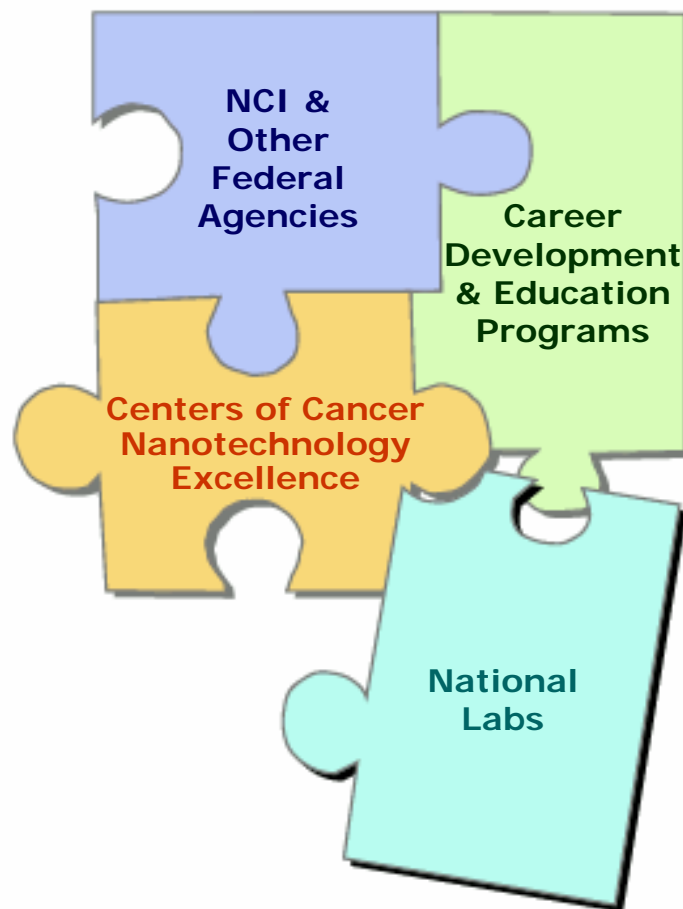 NCI &
Other
Federal
Agencies
Career
Development
& Education
Programs
Centers of Cancer
Nanotechnology
Excellence
National
Labs